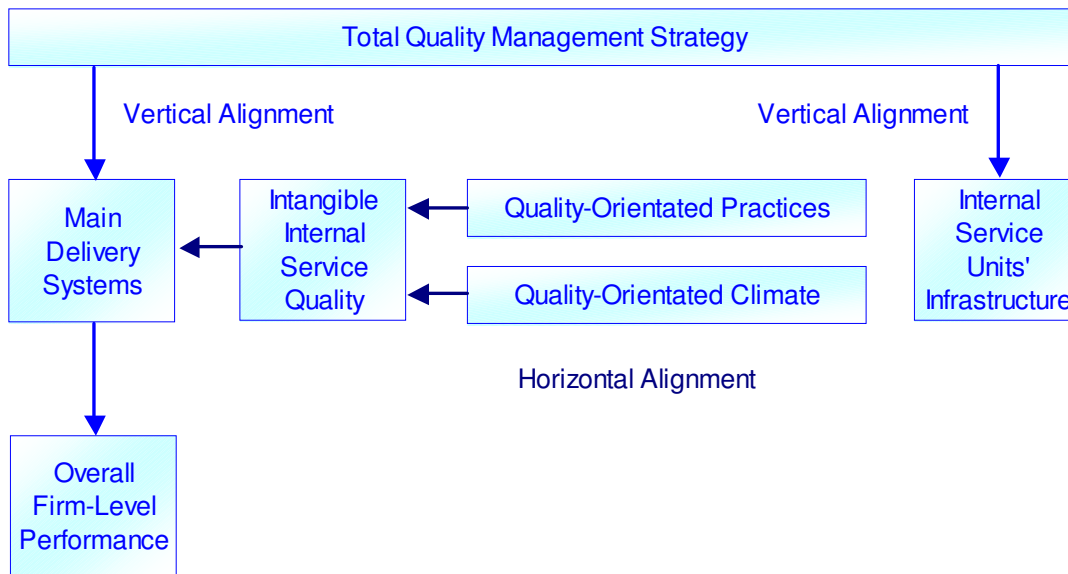 Total Quality Management Strategy
Vertical Alignment
Vertical Alignment
Main
Delivery
Systems
Intangible
Internal
Service
Quality
Quality-Orientated Practices
Quality-Orientated Climate
Internal
Service
Units'
Infrastructure
Horizontal Alignment
Overall
Firm-Level
Performance